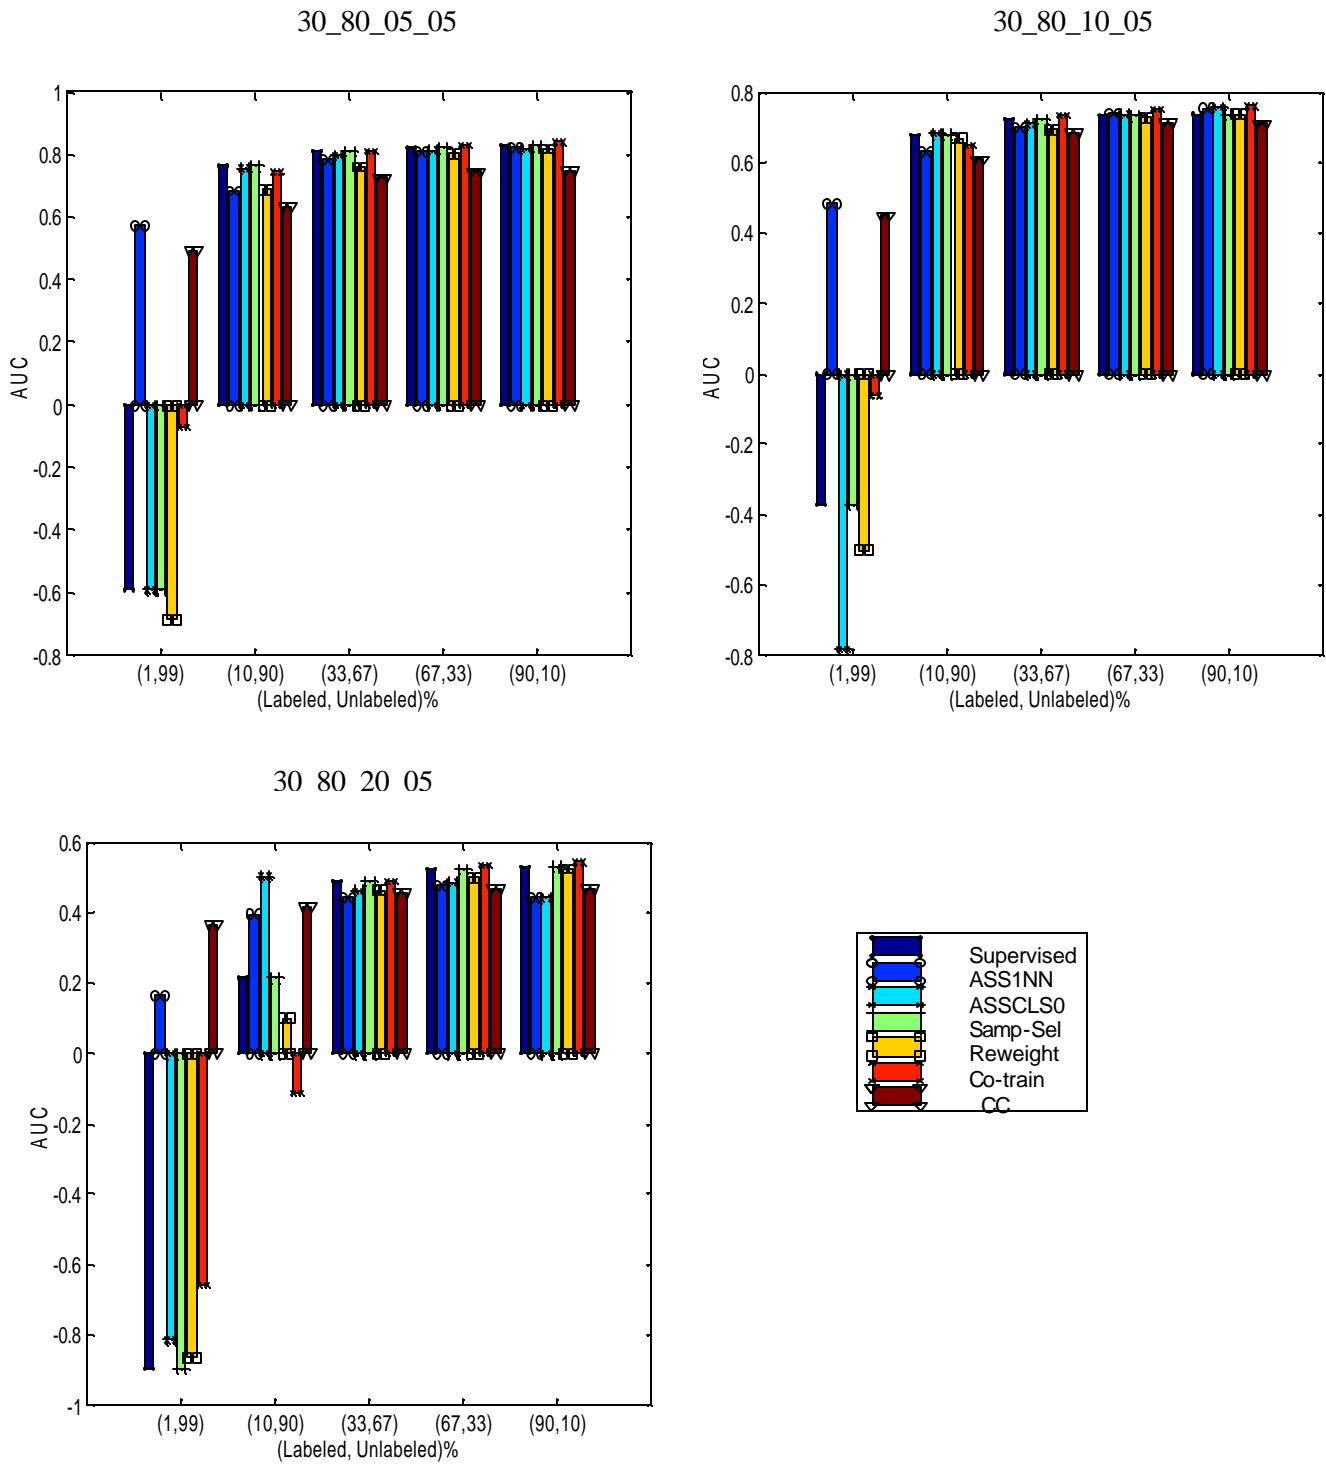 30_80_05_05
30_80_10_05
1
0.8
0.6
0.4
0.2
0
-0.2
-0.4
-0.6
-0.8
AUC
(1,99) (10,90) (33,67) (67,33) (90,10)
(Labeled, Unlabeled)%
0.8
0.6
0.4
0.2
0
-0.2
-0.4
-0.6
-0.8
AUC
(1,99) (10,90) (33,67) (67,33) (90,10)
(Labeled, Unlabeled)%
30 80 20 05
0.6
0.4
0.2
0
-0.2
-0.4
-0.6
-0.8
-1
AUC
(1,99) (10,90) (33,67) (67,33) (90,10)
(Labeled, Unlabeled)%
Supervised
ASS1NN
ASSCLS0
Samp-Sel
Reweight
Co-train
CC